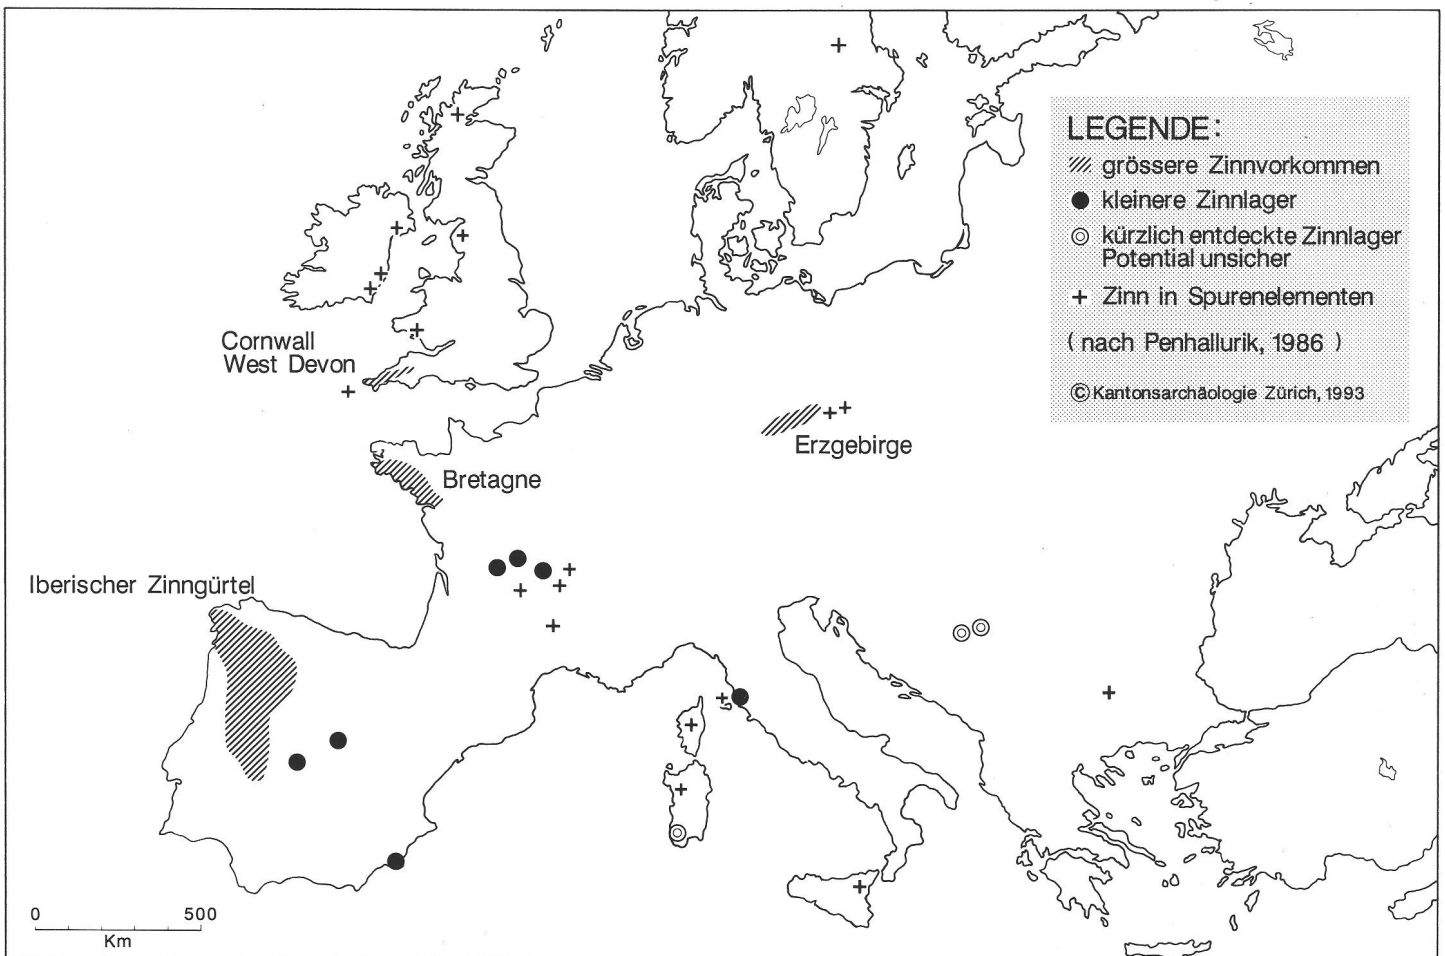 LEGENDE:
grössere Zinnvorkommen
kleinere Zinnlager
kürzlich entdeckte Zinnlager
Potential unsicher
Zinn in Spurenelementen
( nach Penhallurik, 1986 )
© Kantonsarchäologie Zürich, 1993
Cornwall
West Devon
Erzgebirge
Bretagne
Iberischer Zinngürtel
0 500
Km